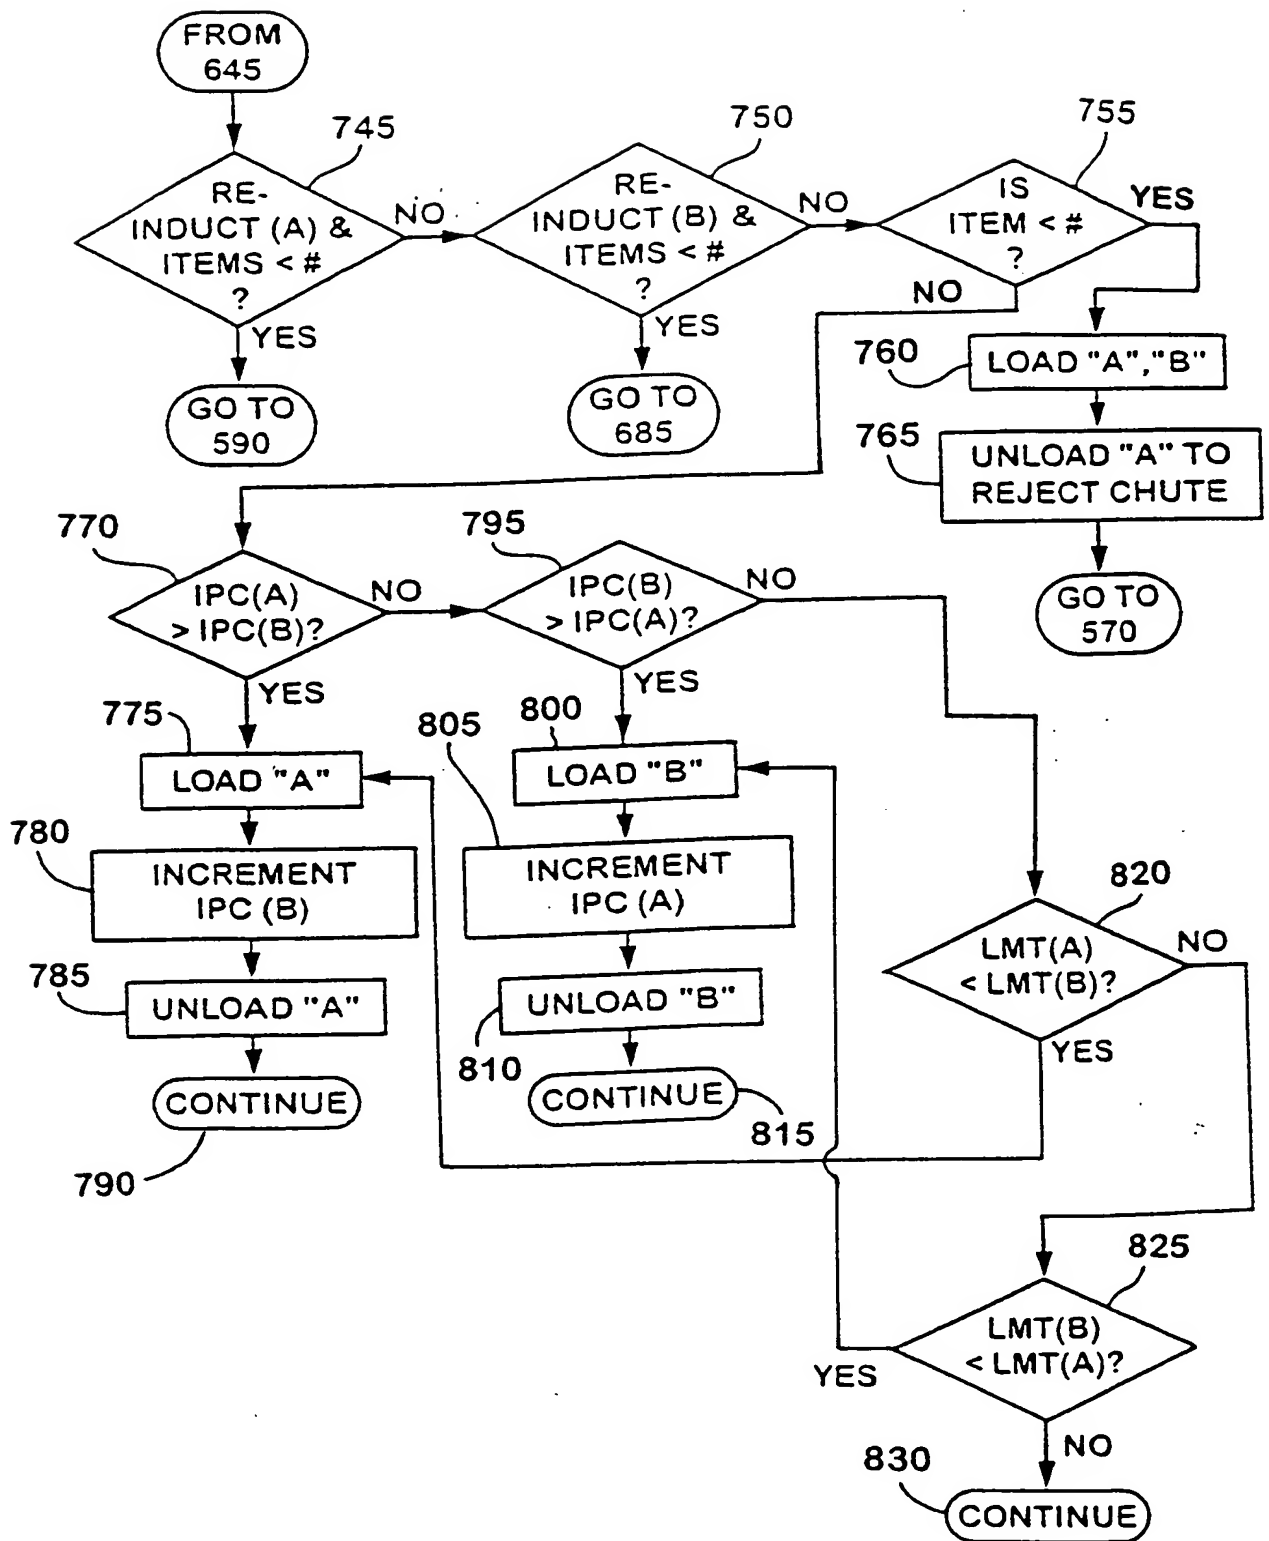 FROM
645
745
RE-
INDUCT (A) &
ITEMS < #
?
NO
YES
GO TO
590
750
RE-
INDUCT (B) &
ITEMS < #
?
NO
YES
GO TO
685
755
IS
ITEM < #
?
YES
NO
760
LOAD "A","B"
765
UNLOAD "A" TO
REJECT CHUTE
GO TO
570
770
IPC(A)
> IPC(B)?
NO
YES
795
IPC(B)
> IPC(A)?
NO
YES
775
LOAD "A"
780
INCREMENT
IPC (B)
785
UNLOAD "A"
CONTINUE
790
800
LOAD "B"
805
INCREMENT
IPC (A)
UNLOAD "B"
810
CONTINUE
815
820
LMT(A)
< LMT(B)?
NO
YES
825
LMT(B)
< LMT(A)?
YES
NO
830
CONTINUE